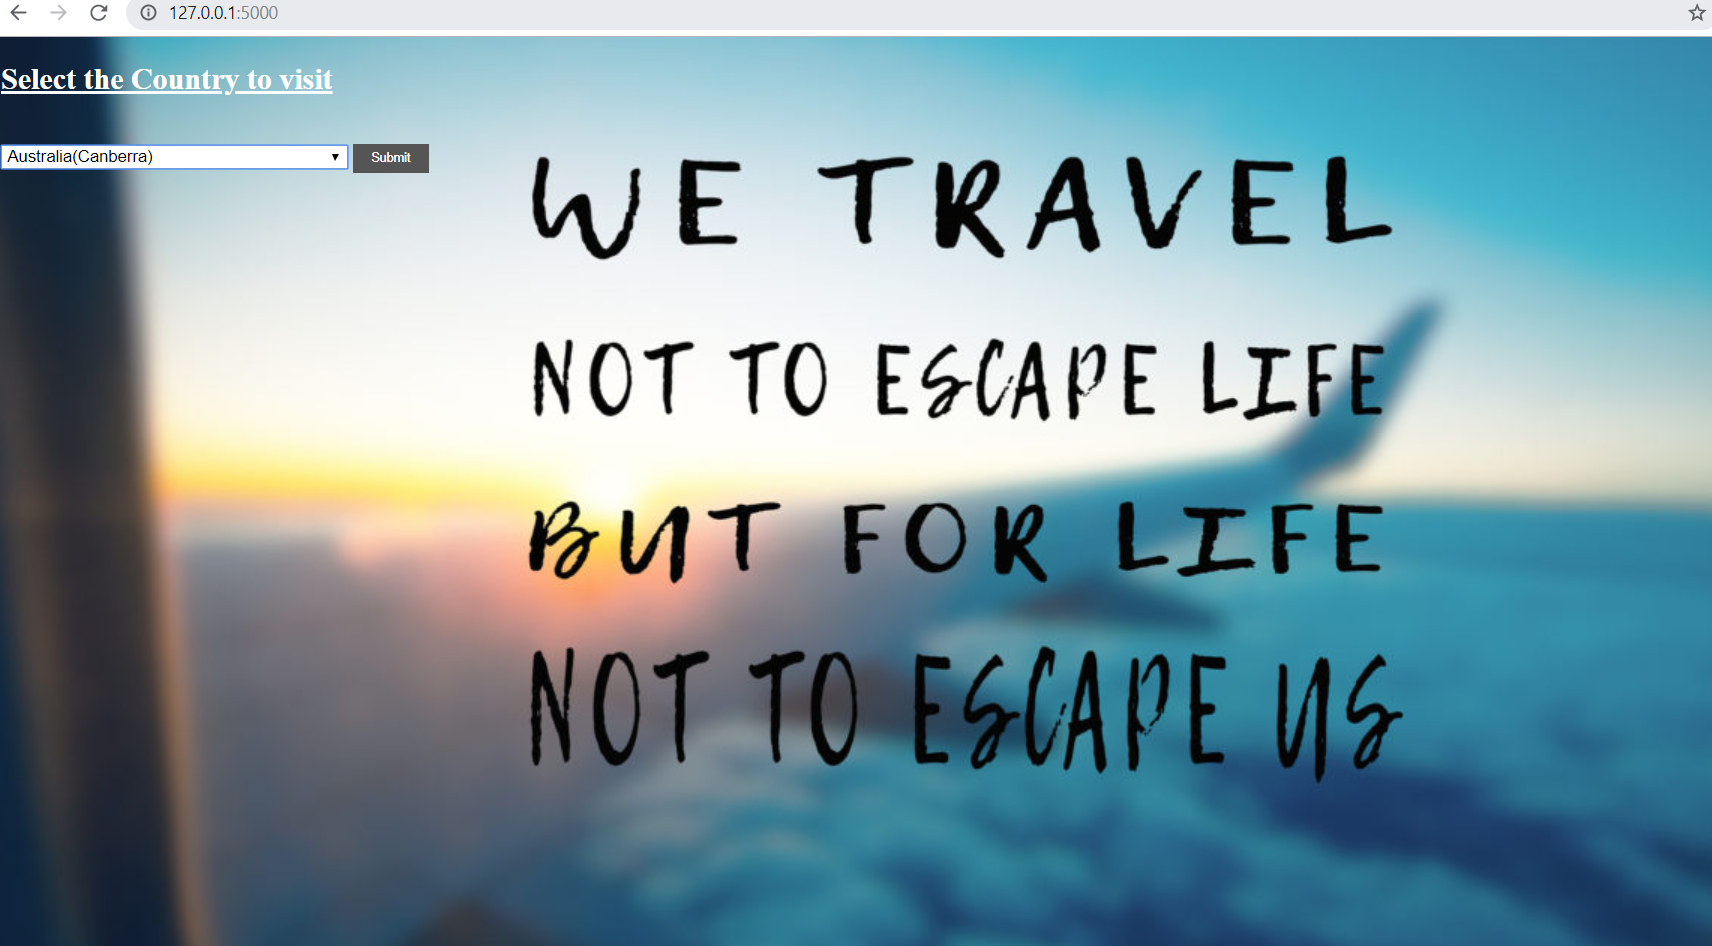 127.0.0.1:5000
Select the Country to visit
Australia(Canberra) Submit
WE TRAVEL
NOT TO ESCAPE LIFE
BUT FOR LIFE
NOT TO ESCAPE US